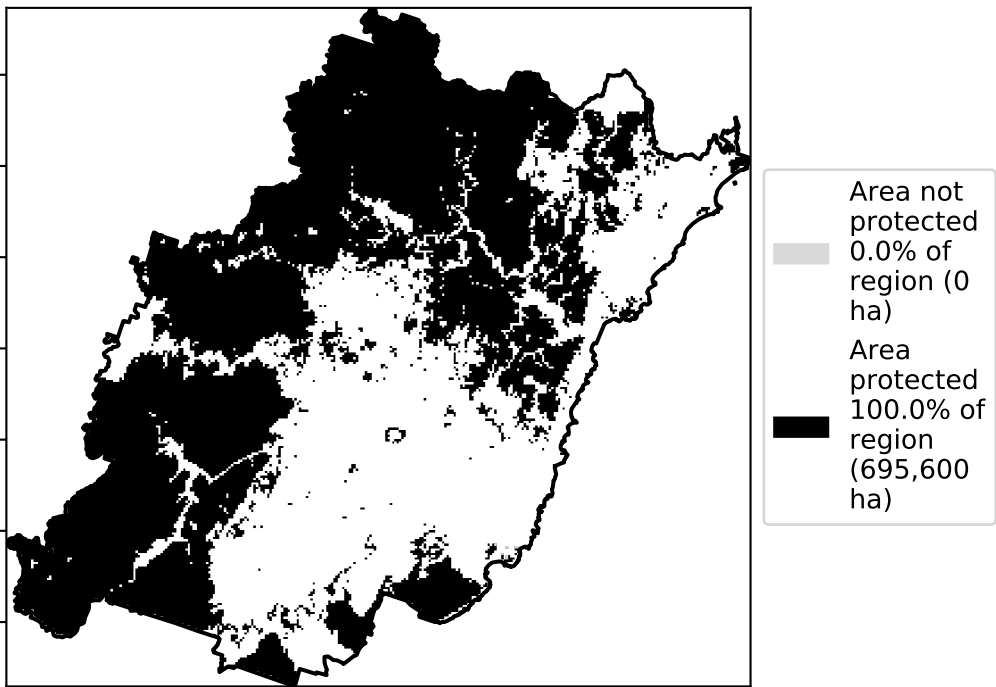 Area not
protected
0.0% of
region (0
ha)
Area
protected
100.0% of
region
(695,600
ha)